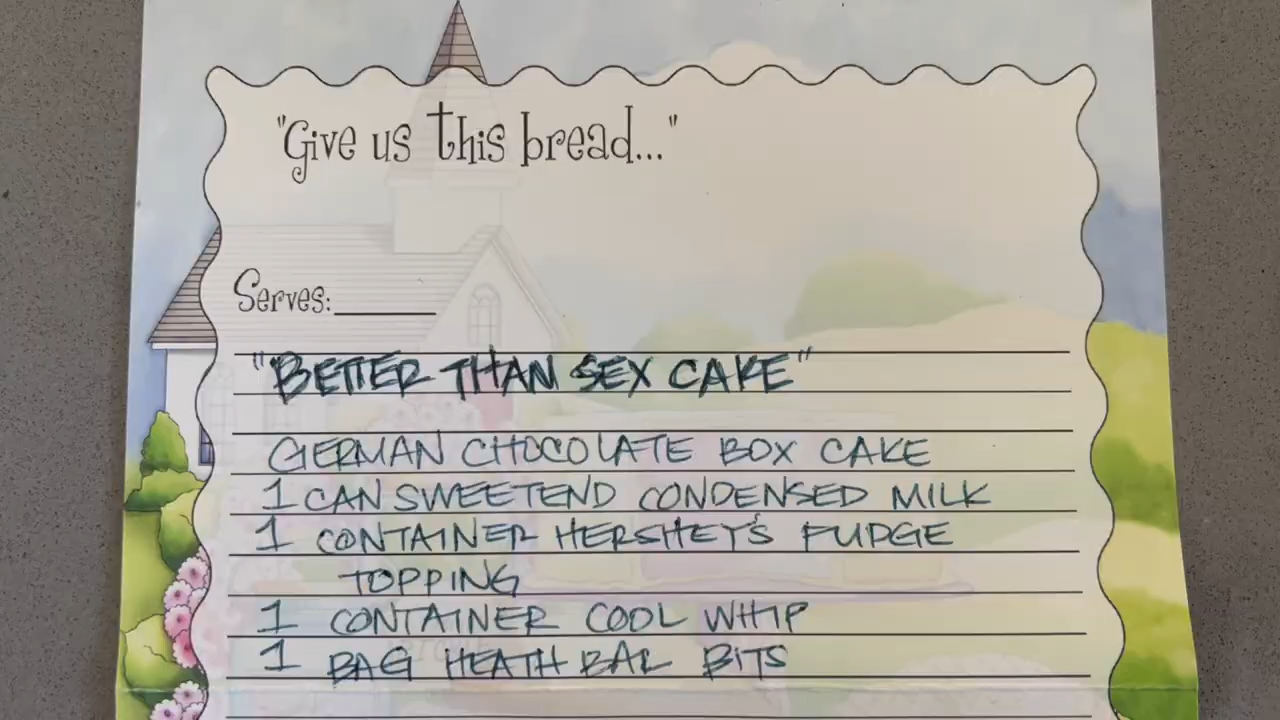 "Give us this bread..."
Serves:
"BETTER THAN SEX CAKE"
GERMAN CHOCOLATE BOX CAKE
1 CAN SWEETEND CONDENSED MILK
1 CONTAINER HERSHEY'S FUDGE
TOPPING
1 CONTAINER COOL WHIP
1 BAG HEATH BAR BITS